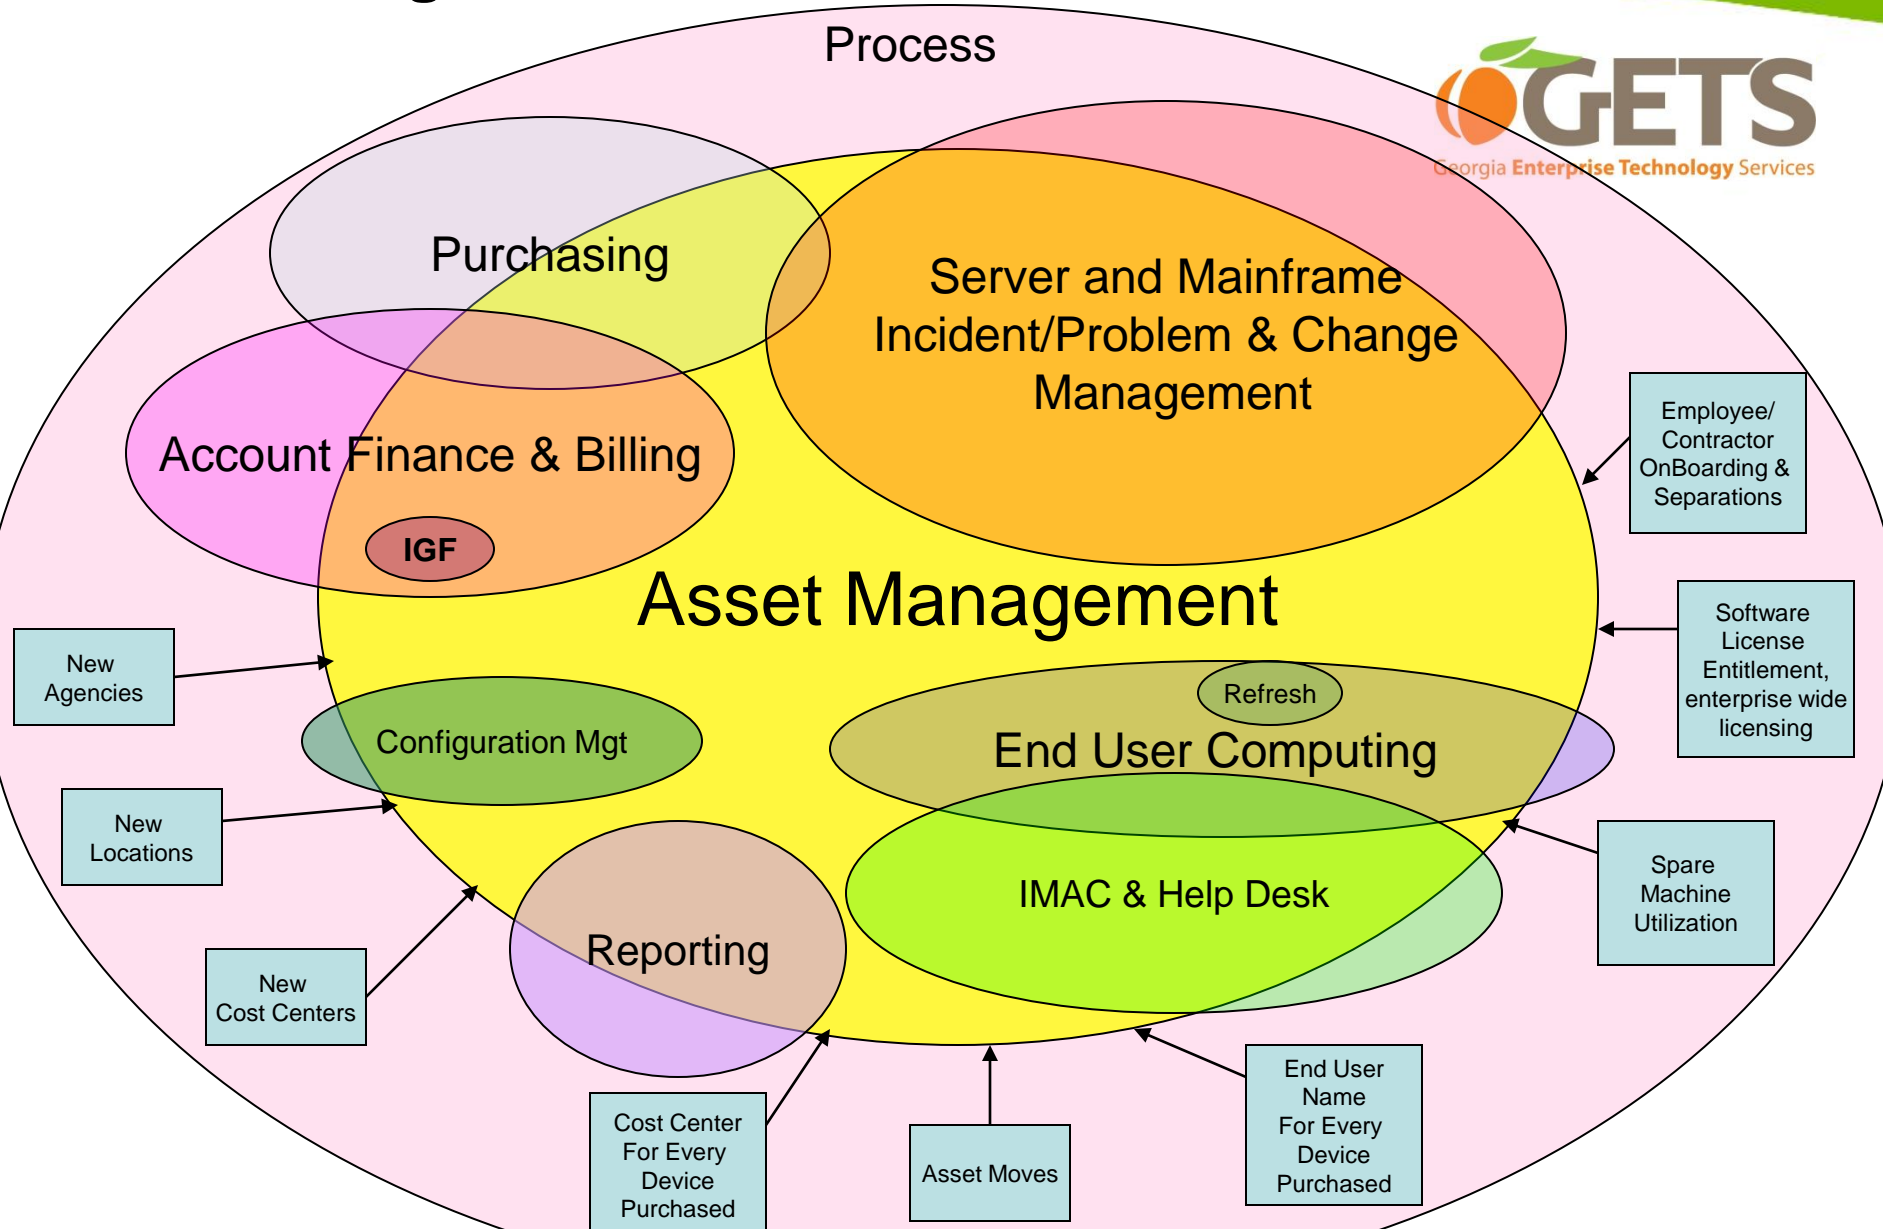 Process
GETS
Georgia Enterprise Technology Services
Purchasing
Server and Mainframe
Incident/Problem & Change
Management
Account Finance & Billing
IGF
Employee/
Contractor
OnBoarding &
Separations
Asset Management
Software
License
Entitlement,
enterprise wide
licensing
New
Agencies
Refresh
Configuration Mgt
End User Computing
New
Locations
IMAC & Help Desk
Spare
Machine
Utilization
Reporting
New
Cost Centers
Cost Center
For Every
Device
Purchased
Asset Moves
End User
Name
For Every
Device
Purchased